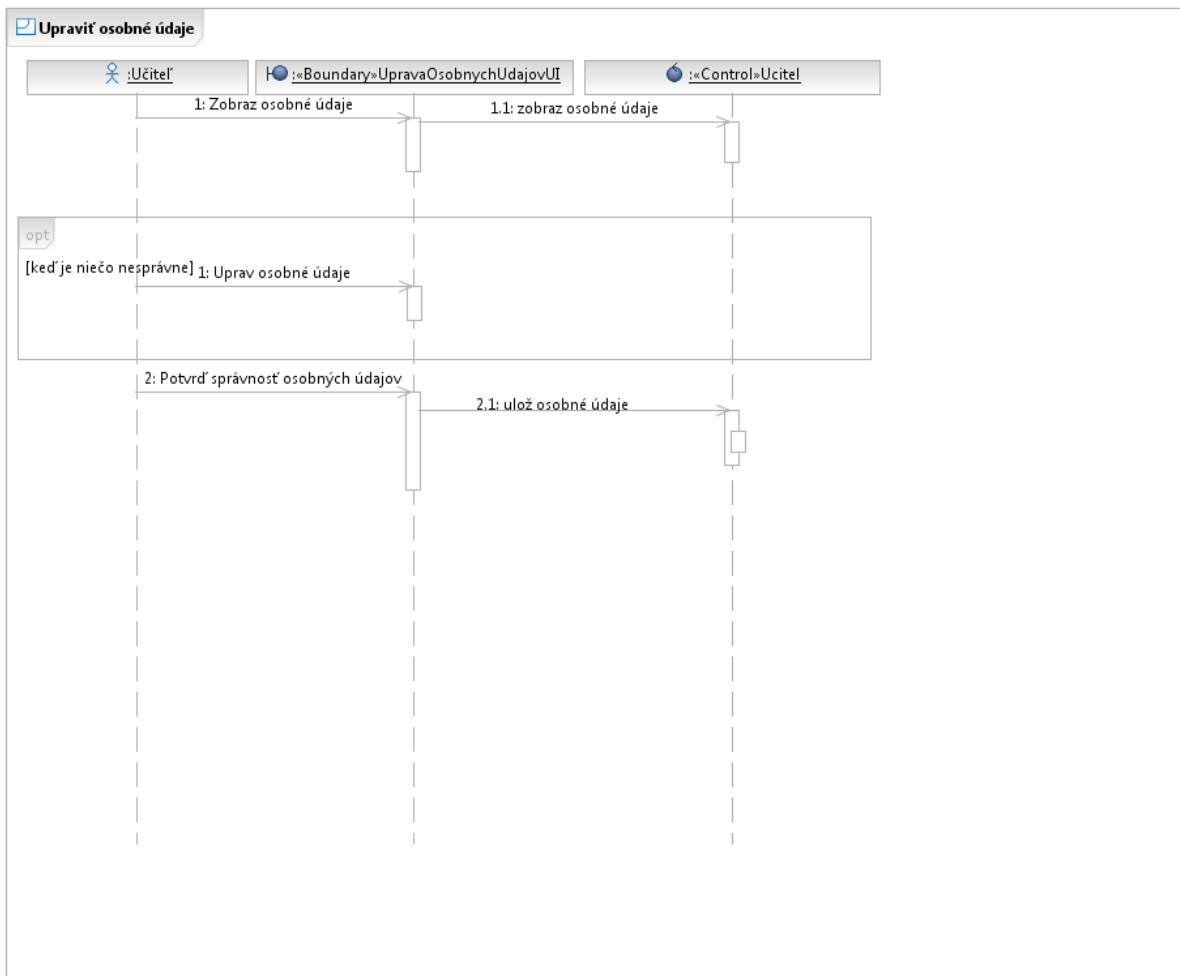 Upraviť osobné údaje
:Učiteľ
:«Boundary»UpravaOsobnychUdajovUI
:«Control»Ucitel
1: Zobraz osobné údaje
1.1: zobraz osobné údaje
opt
[keď je niečo nesprávne]
1: Uprav osobné údaje
2: Potvrď správnosť osobných údajov
2.1: ulož osobné údaje